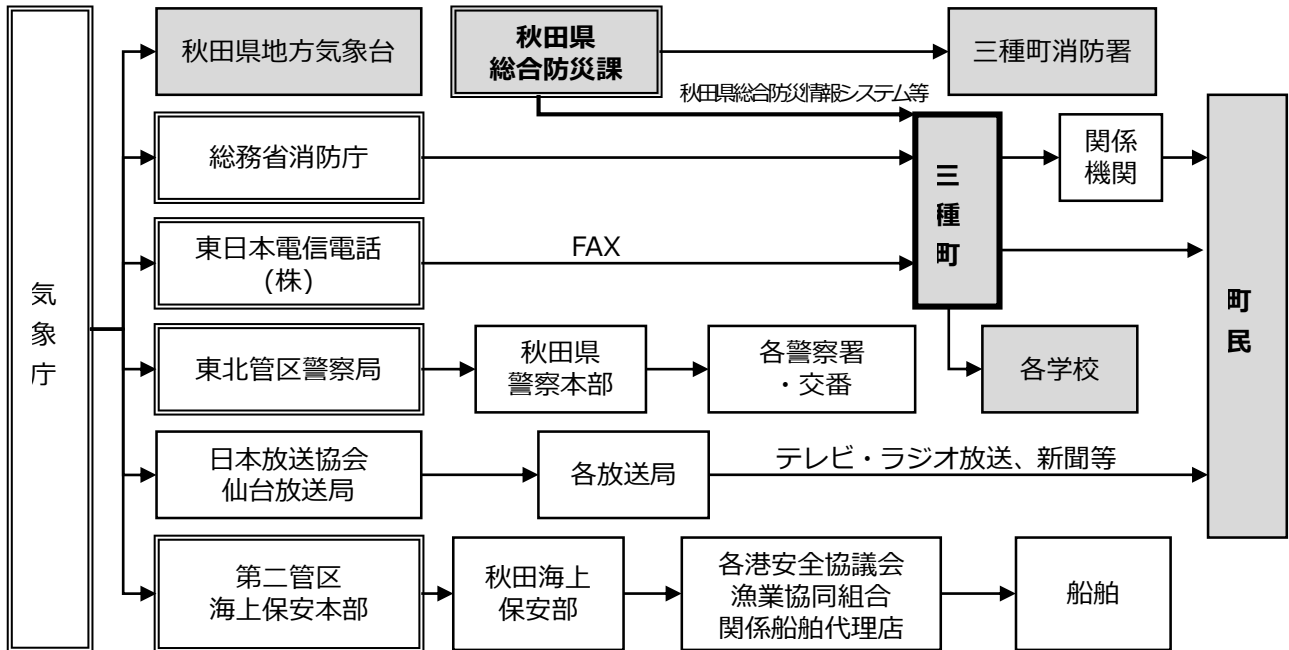 秋田県地方気象台
秋田県
総合防災課
三種町消防署
秋田県総合防災情報システム等
総務省消防庁
三種町
関係
機関
東日本電信電話
(株)
FAX
気象庁
町民
東北管区警察局
秋田県
警察本部
各警察署
・交番
各学校
日本放送協会
仙台放送局
各放送局
テレビ・ラジオ放送、新聞等
第二管区
海上保安本部
秋田海上
保安部
各港安全協議会
漁業協同組合
関係船舶代理店
船舶